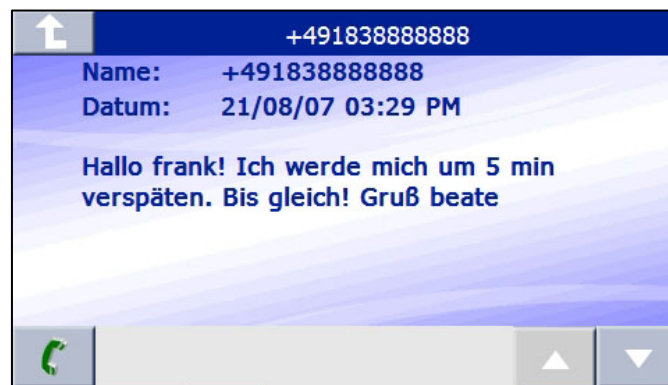 +491838888888
Name: +491838888888
Datum: 21/08/07 03:29 PM
Hallo frank! Ich werde mich um 5 min
verspäten. Bis gleich! Gruß beate